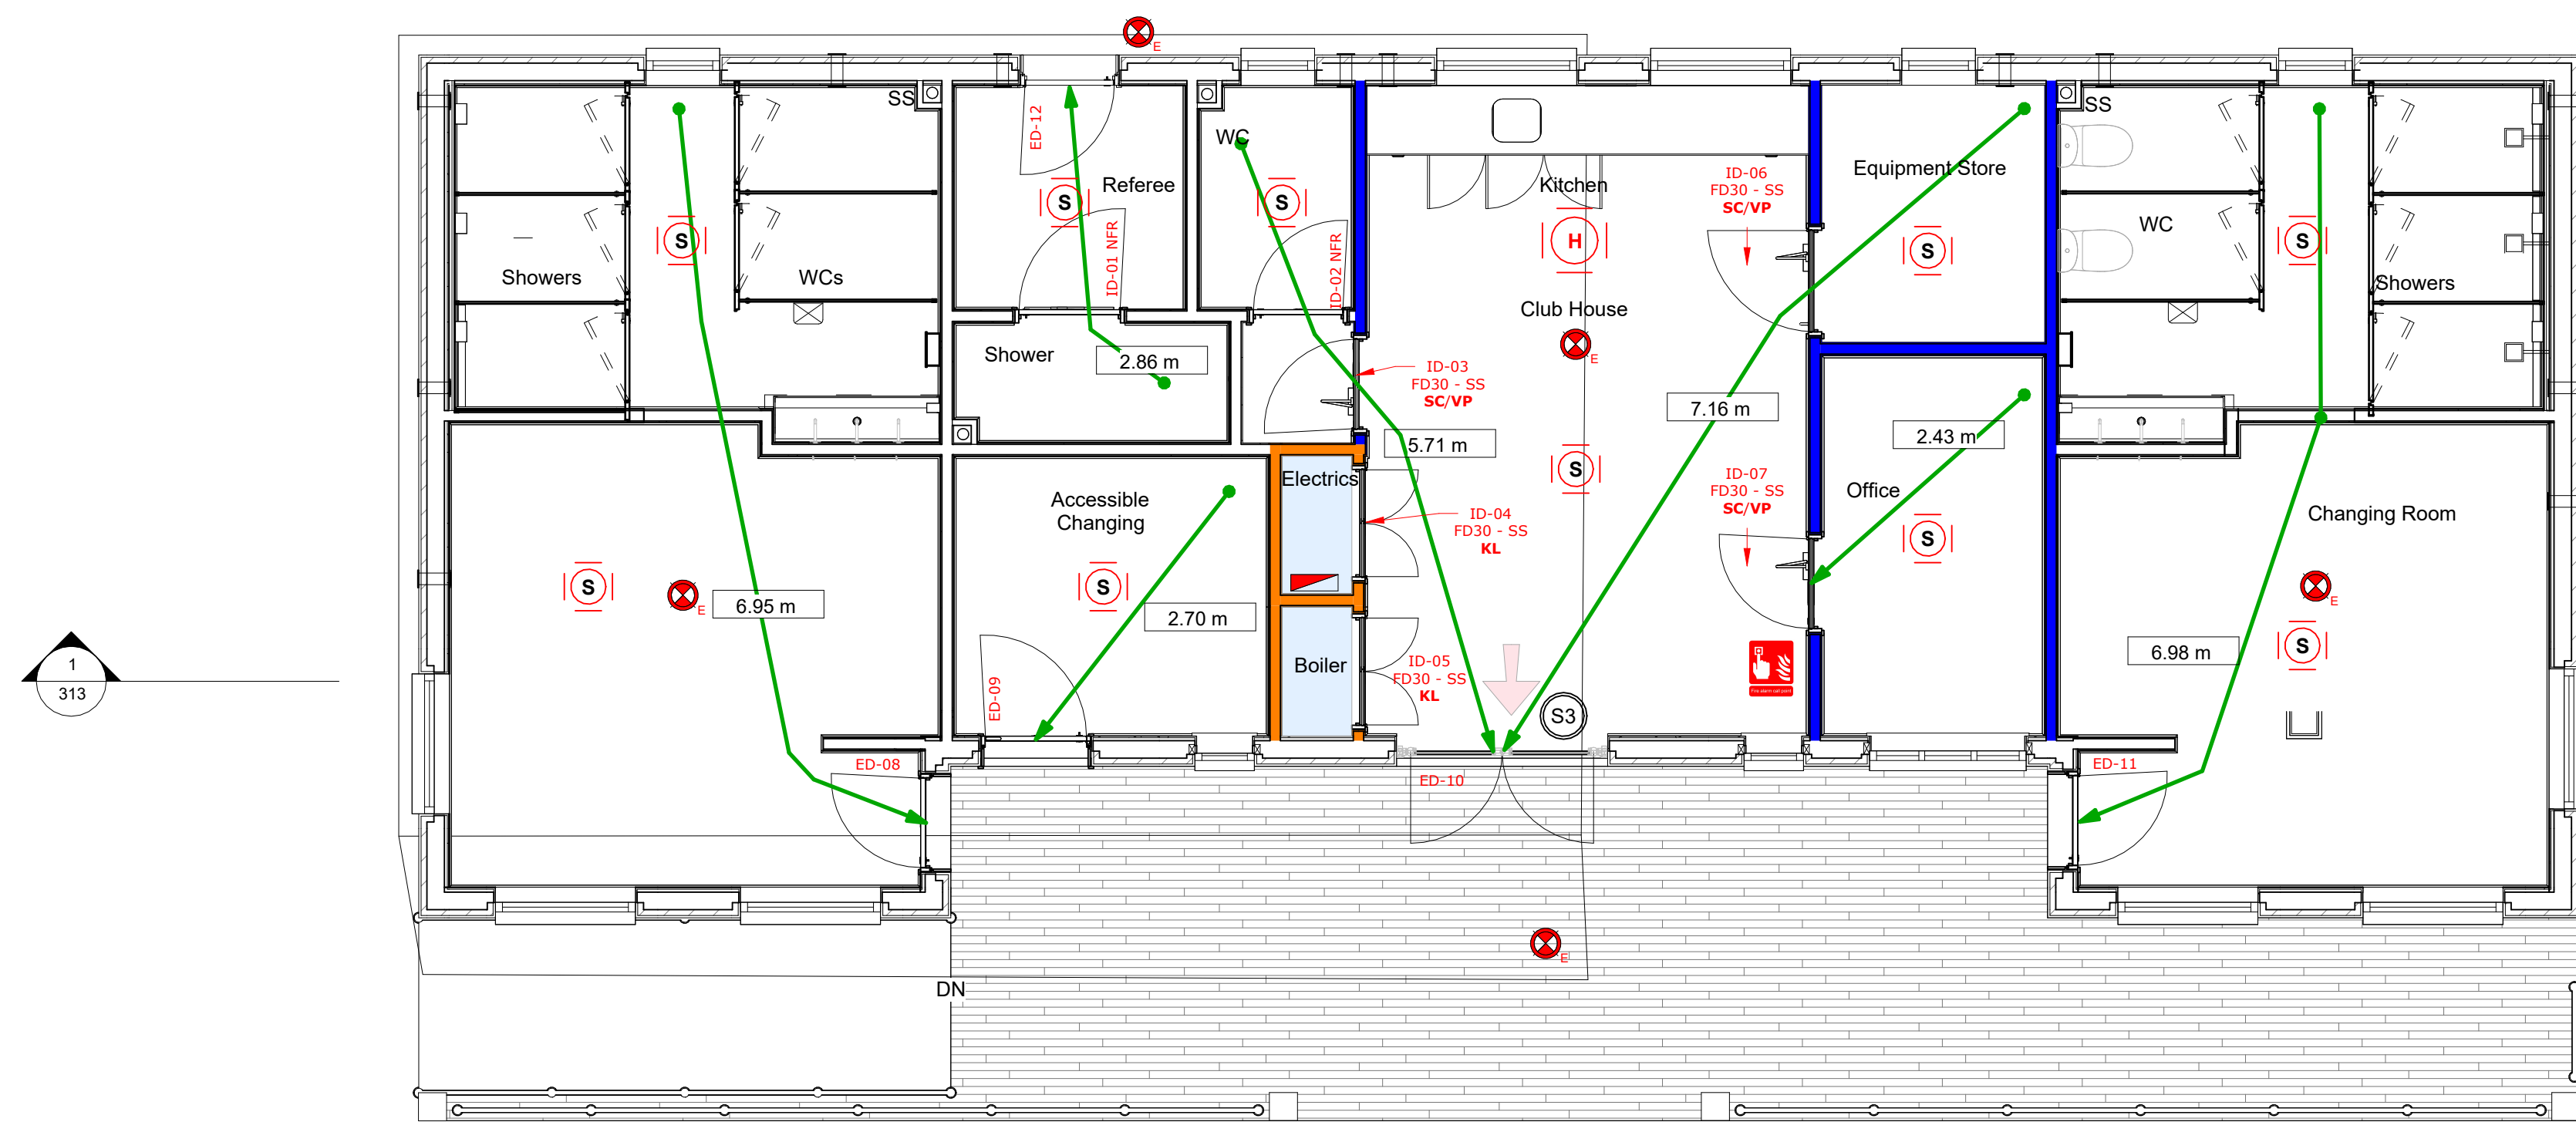 E
SS
ED-12
Referee
ID-01 NFR
S
WC
S
ID-02 NFR
Kitchen
H
ID-06
FD30 - SS
SC/VP
Equipment Store
S
SS
WC
S
Showers
S
Showers
WCs
Club House
E
Shower
2.86 m
ID-03
FD30 - SS
SC/VP
5.71 m
7.16 m
2.43 m
S
Electrics
Accessible
Changing
ID-04
FD30 - SS
KL
ID-07
FD30 - SS
SC/VP
Office
S
Changing Room
S
E
6.95 m
S
2.70 m
E
1
313
Boiler
ID-05
FD30 - SS
KL
Fire alarm call point
6.98 m
S
ED-09
S3
ED-08
ED-10
ED-11
E
DN